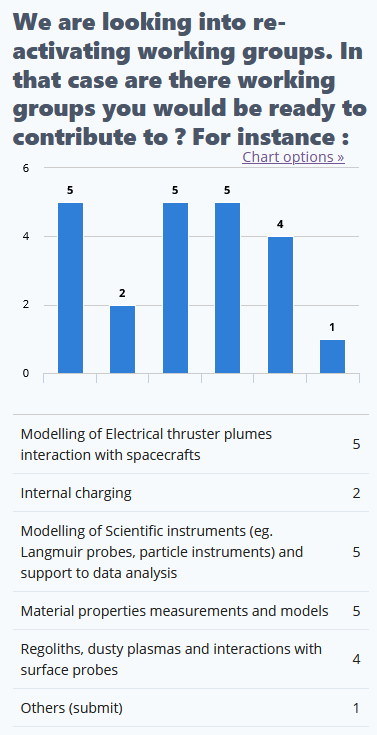 We are looking into re-
activating working groups. In
that case are there working
groups you would be ready to
contribute to ? For instance :
Chart options »
6
5
5
5
4
4
2
2
1
0
Modelling of Electrical thruster plumes
interaction with spacecrafts
5
Internal charging
2
Modelling of Scientific instruments (eg.
Langmuir probes, particle instruments) and
support to data analysis
5
Material properties measurements and models
5
Regoliths, dusty plasmas and interactions with
surface probes
4
Others (submit)
1